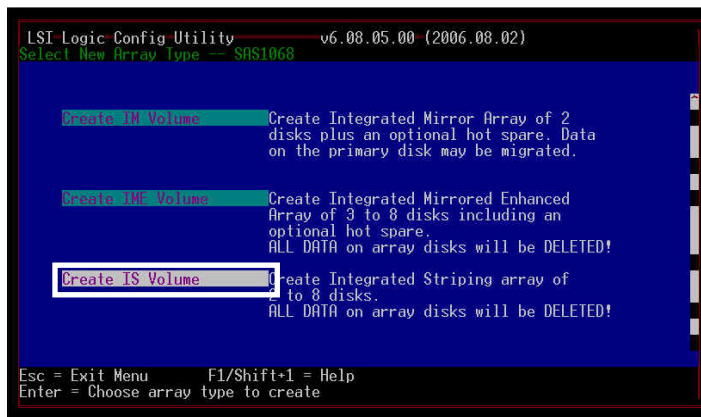 LSI Logic Config Utility v6.08.05.00 (2006.08.02)
Select New Array Type -- SAS1068
Create IM Volume Create Integrated Mirror Array of 2
disks plus an optional hot spare. Data
on the primary disk may be migrated.
Create IME Volume Create Integrated Mirrored Enhanced
Array of 3 to 8 disks including an
optional hot spare.
ALL DATA on array disks will be DELETED!
Create IS Volume Create Integrated Striping array of
2 to 8 disks.
ALL DATA on array disks will be DELETED!
Esc = Exit Menu F1/Shift+1 = Help
Enter = Choose array type to create